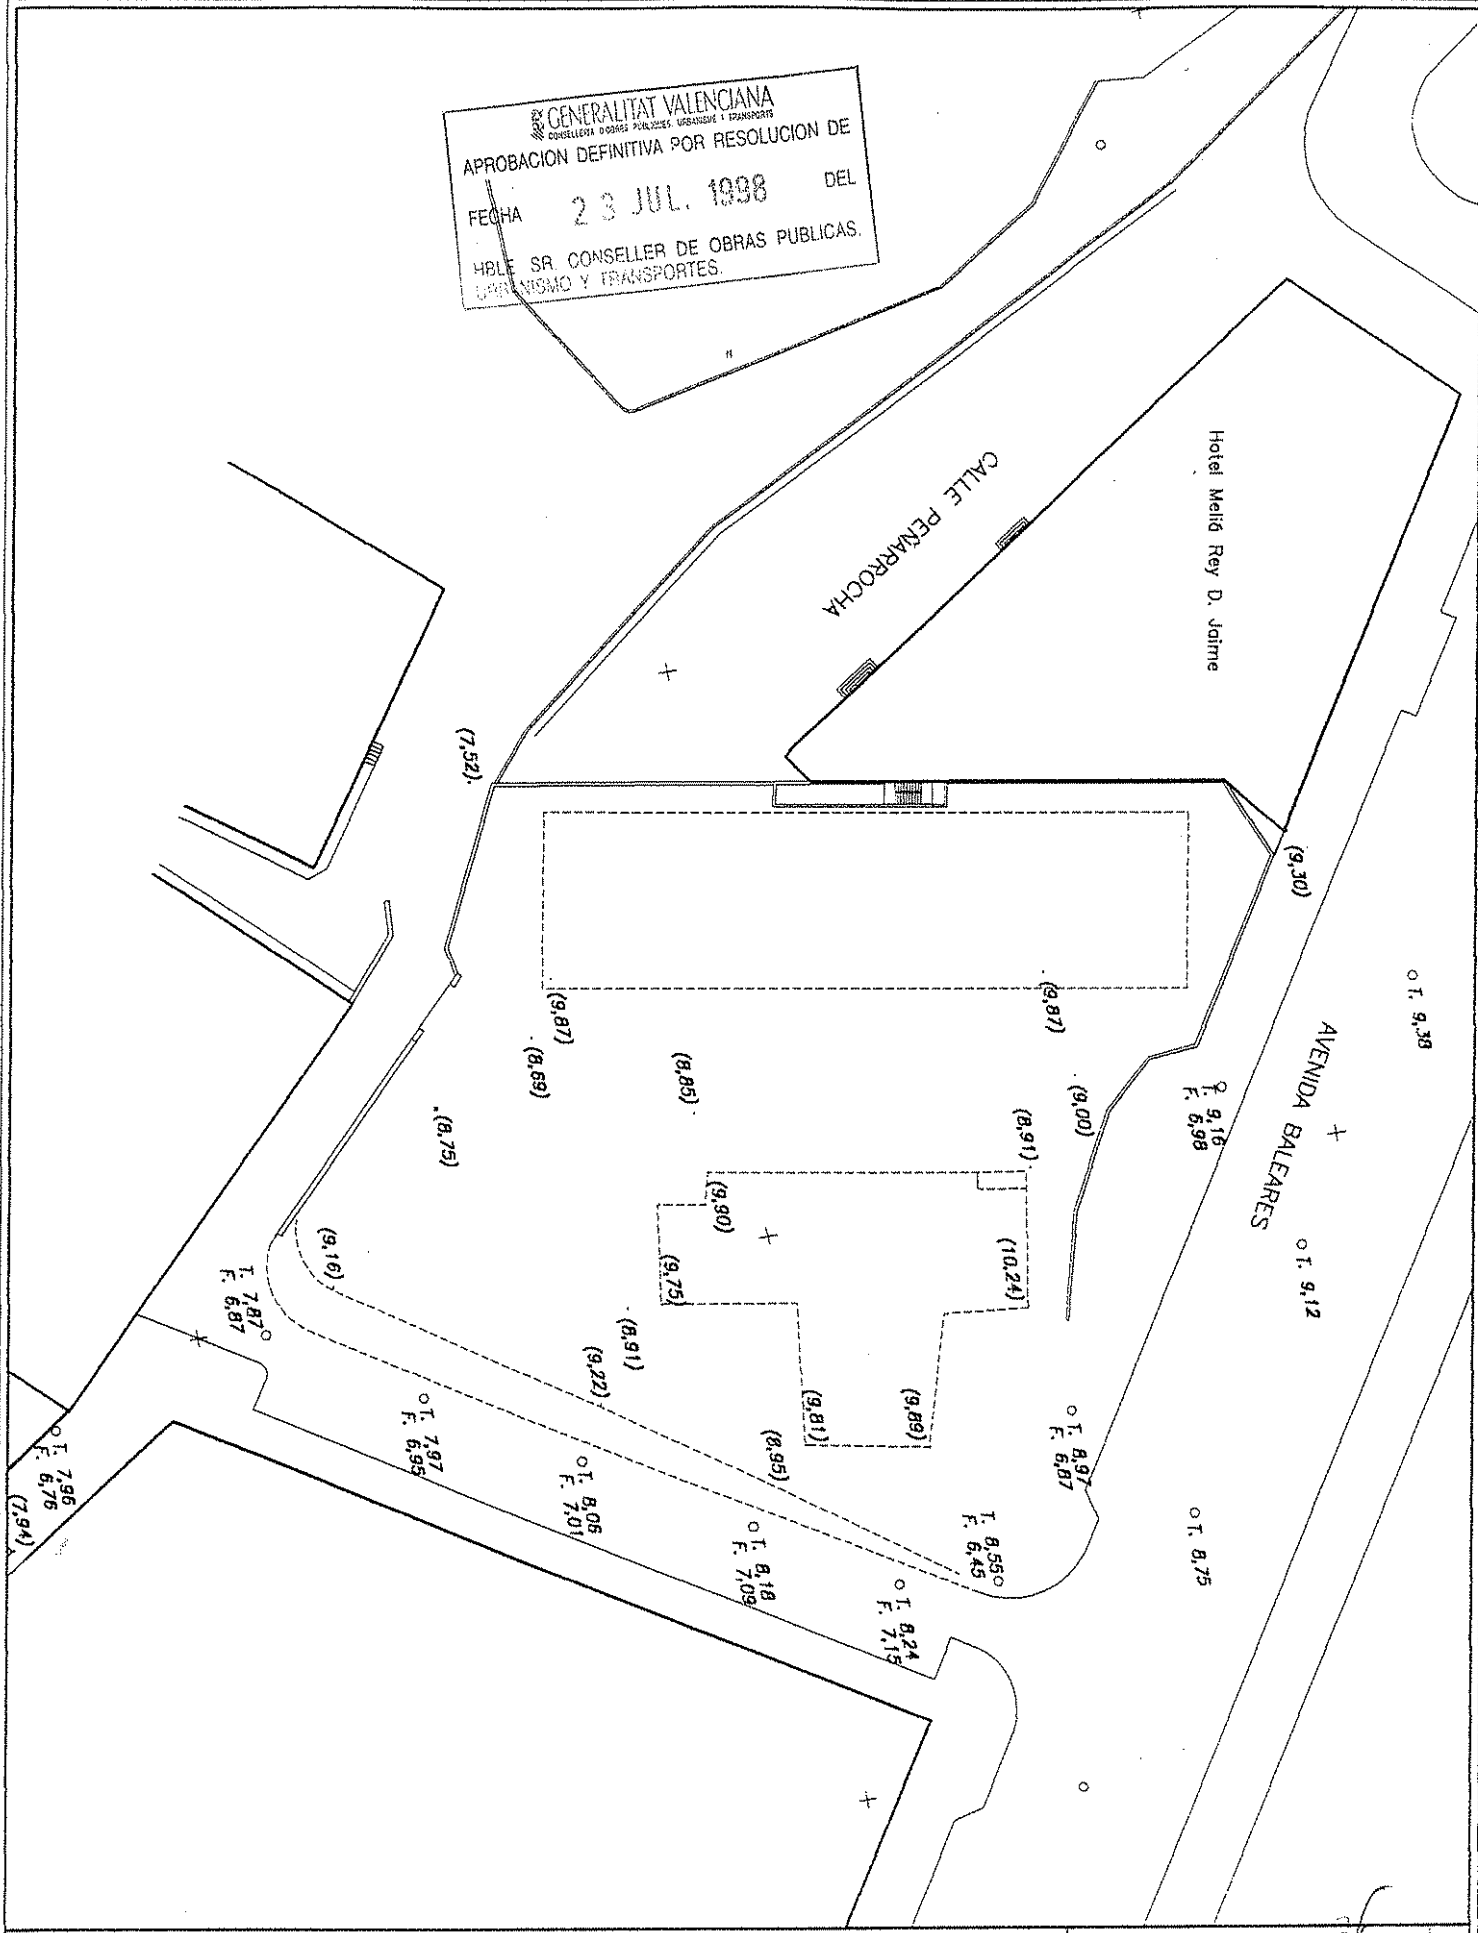 GENERALITAT VALENCIANA
CONSELLERIA D'OBRES PÚBLIQUES, URBANISME I TRANSPORTS
APROBACION DEFINITIVA POR RESOLUCION DE
FECHA 23 JUL. 1998 DEL
HBLE SR. CONSELLER DE OBRAS PUBLICAS,
URBANISMO Y TRANSPORTES.
Hotel Meliá Rey D. Jaime
CALLE PEÑARROCHA
AVENIDA BALEARES
(7,52)
(9,30)
T. 9,38
(9,87)
(9,87)
(8,69)
(8,85)
(9,00)
T. 9,16
F. 6,98
(8,75)
(8,91)
(9,90)
(9,16)
(9,75)
(10,24)
T. 9,12
T. 7,87
F. 6,87
(8,91)
(9,22)
(9,81)
(9,89)
T. 7,97
F. 6,95
(8,95)
T. 8,97
F. 6,87
T. 7,96
F. 6,76
(7,94)
T. 8,06
F. 7,01
T. 8,18
F. 7,09
T. 8,55
F. 6,45
T. 8,75
T. 8,24
F. 7,15